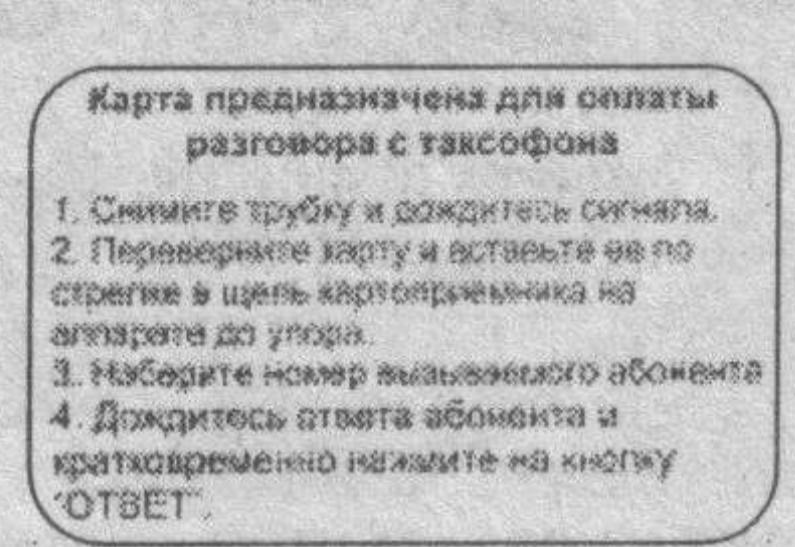 Карта предназначена для оплаты
разговора с таксофона
1. Снимите трубку и дождитесь сигнала.
2. Переверните карту и вставьте ее по
стрелке в щель картоприемника на
аппарате до упора.
3. Наберите номер вызываемого абонента
4. Дождитесь ответа абонента и
кратковременно нажмите на кнопку
"ОТВЕТ".